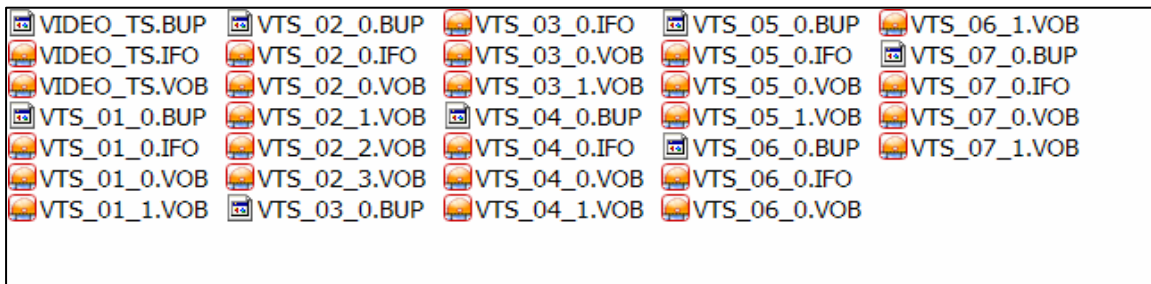 VIDEO_TS.BUP VTS_02_0.BUP VTS_03_0.IFO VTS_05_0.BUP VTS_06_1.VOB
VIDEO_TS.IFO VTS_02_0.IFO VTS_03_0.VOB VTS_05_0.IFO VTS_07_0.BUP
VIDEO_TS.VOB VTS_02_0.VOB VTS_03_1.VOB VTS_05_0.VOB VTS_07_0.IFO
VTS_01_0.BUP VTS_02_1.VOB VTS_04_0.BUP VTS_05_1.VOB VTS_07_0.VOB
VTS_01_0.IFO VTS_02_2.VOB VTS_04_0.IFO VTS_06_0.BUP VTS_07_1.VOB
VTS_01_0.VOB VTS_02_3.VOB VTS_04_0.VOB VTS_06_0.IFO
VTS_01_1.VOB VTS_03_0.BUP VTS_04_1.VOB VTS_06_0.VOB